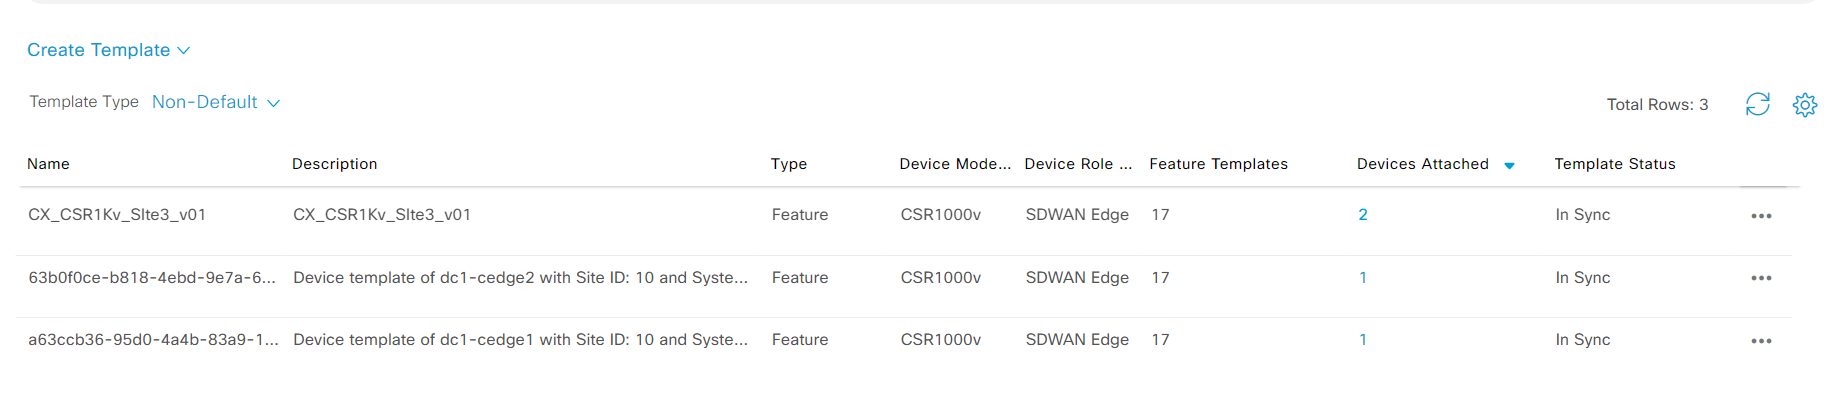 Create Template
Template Type Non-Default Total Rows: 3
Name Description Type Device Mode... Device Role ... Feature Templates Devices Attached Template Status
CX_CSR1Kv_SIte3_v01 CX_CSR1Kv_SIte3_v01 Feature CSR1000v SDWAN Edge 17 2 In Sync
63b0f0ce-b818-4ebd-9e7a-6... Device template of dc1-cedge2 with Site ID: 10 and Syste... Feature CSR1000v SDWAN Edge 17 1 In Sync
a63ccb36-95d0-4a4b-83a9-1... Device template of dc1-cedge1 with Site ID: 10 and Syste... Feature CSR1000v SDWAN Edge 17 1 In Sync